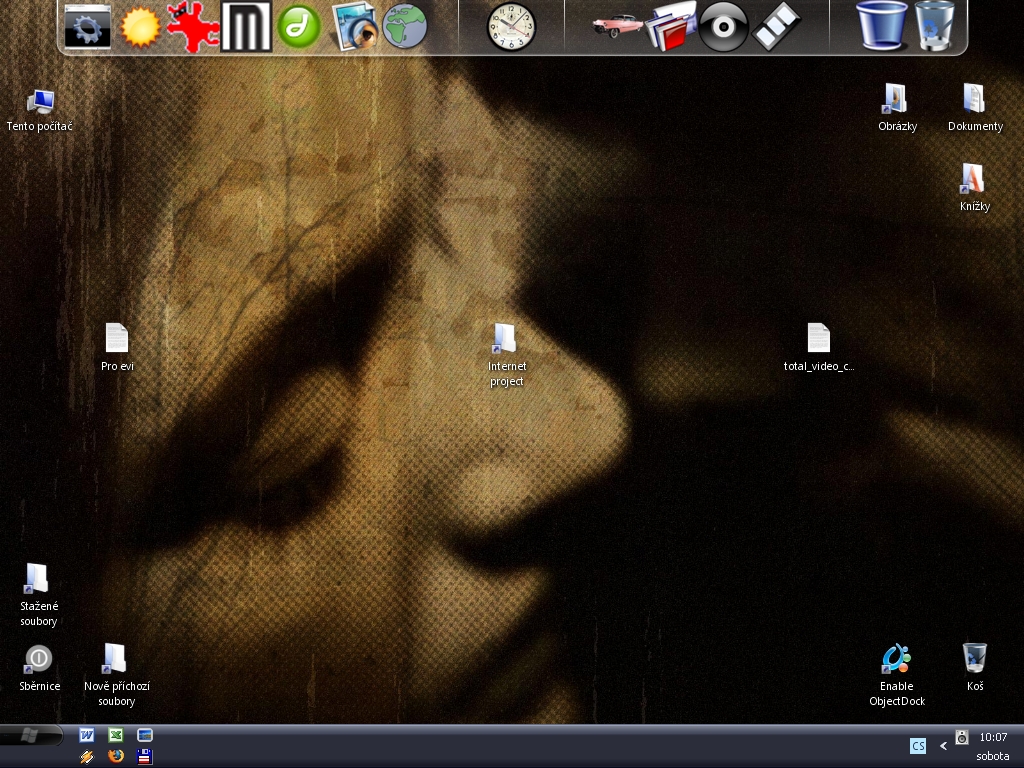 Tento počítač
Obrázky
Dokumenty
Knížky
Pro evi
Internet
project
total_video_c...
Stažené
soubory
Sběrnice
Nově příchozí
soubory
Enable
ObjectDock
Koš
CS
10:07
sobota